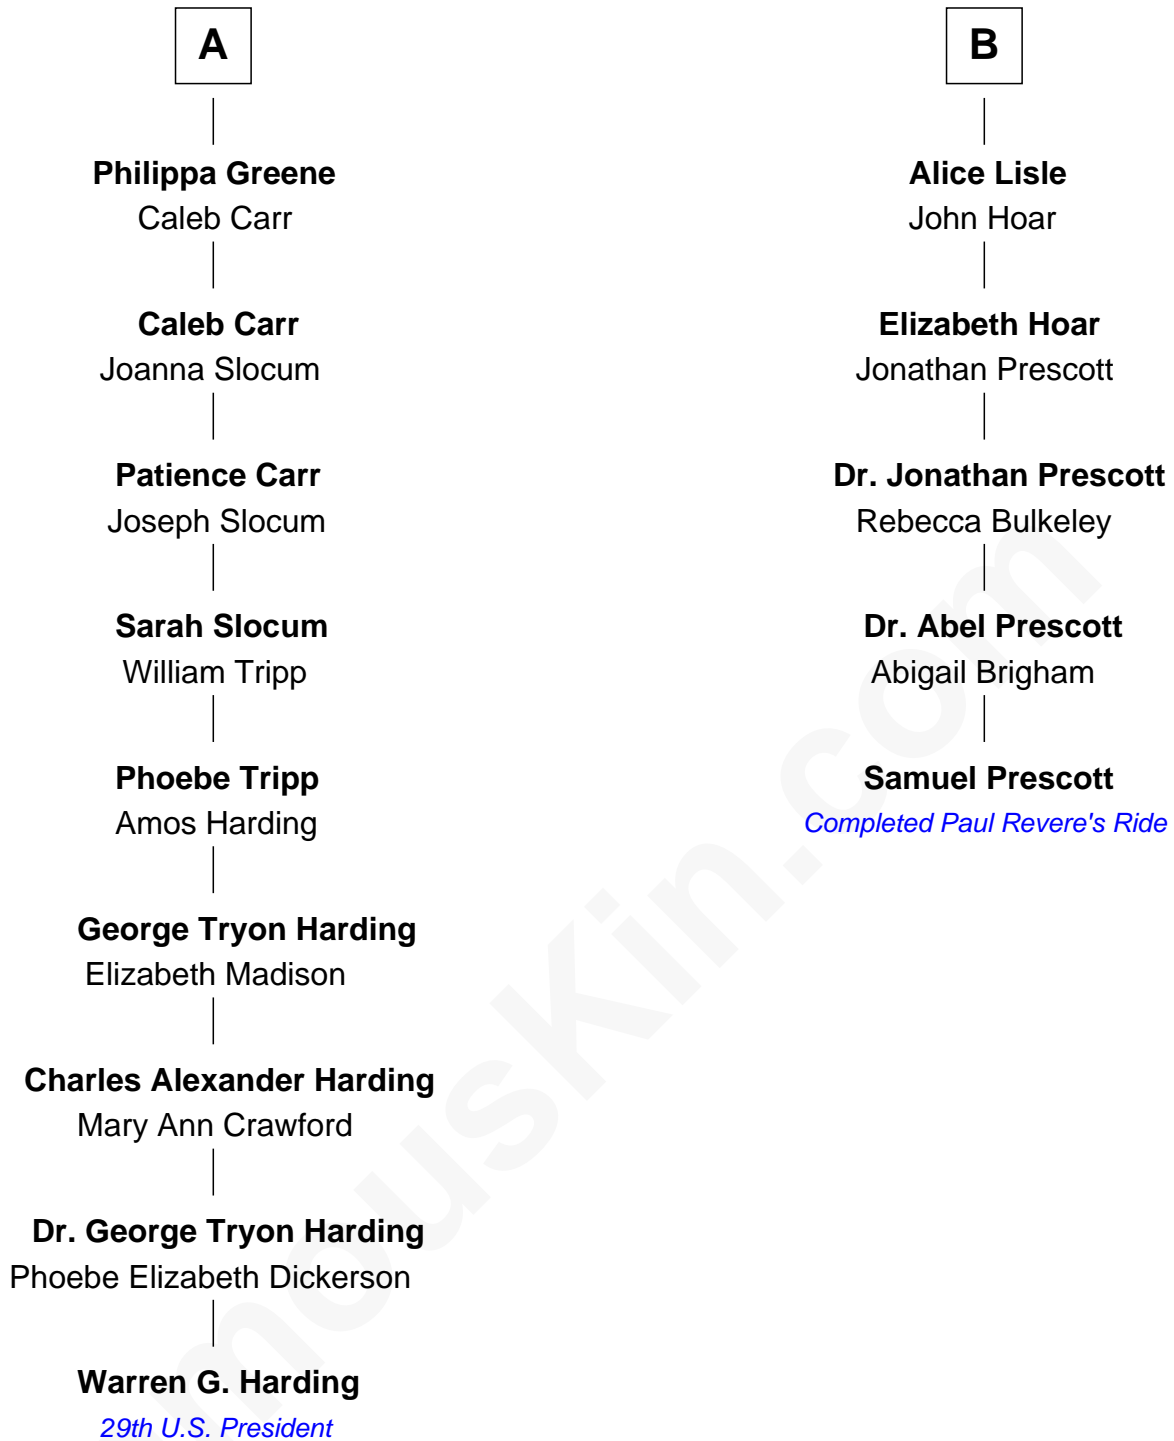 A
Philippa Greene
Caleb Carr
Caleb Carr
Joanna Slocum
Patience Carr
Joseph Slocum
Sarah Slocum
William Tripp
Phoebe Tripp
Amos Harding
George Tryon Harding
Elizabeth Madison
Charles Alexander Harding
Mary Ann Crawford
Dr. George Tryon Harding
Phoebe Elizabeth Dickerson
Warren G. Harding
29th U.S. President
B
Alice Lisle
John Hoar
Elizabeth Hoar
Jonathan Prescott
Dr. Jonathan Prescott
Rebecca Bulkeley
Dr. Abel Prescott
Abigail Brigham
Samuel Prescott
Completed Paul Revere's Ride
mousKin.com